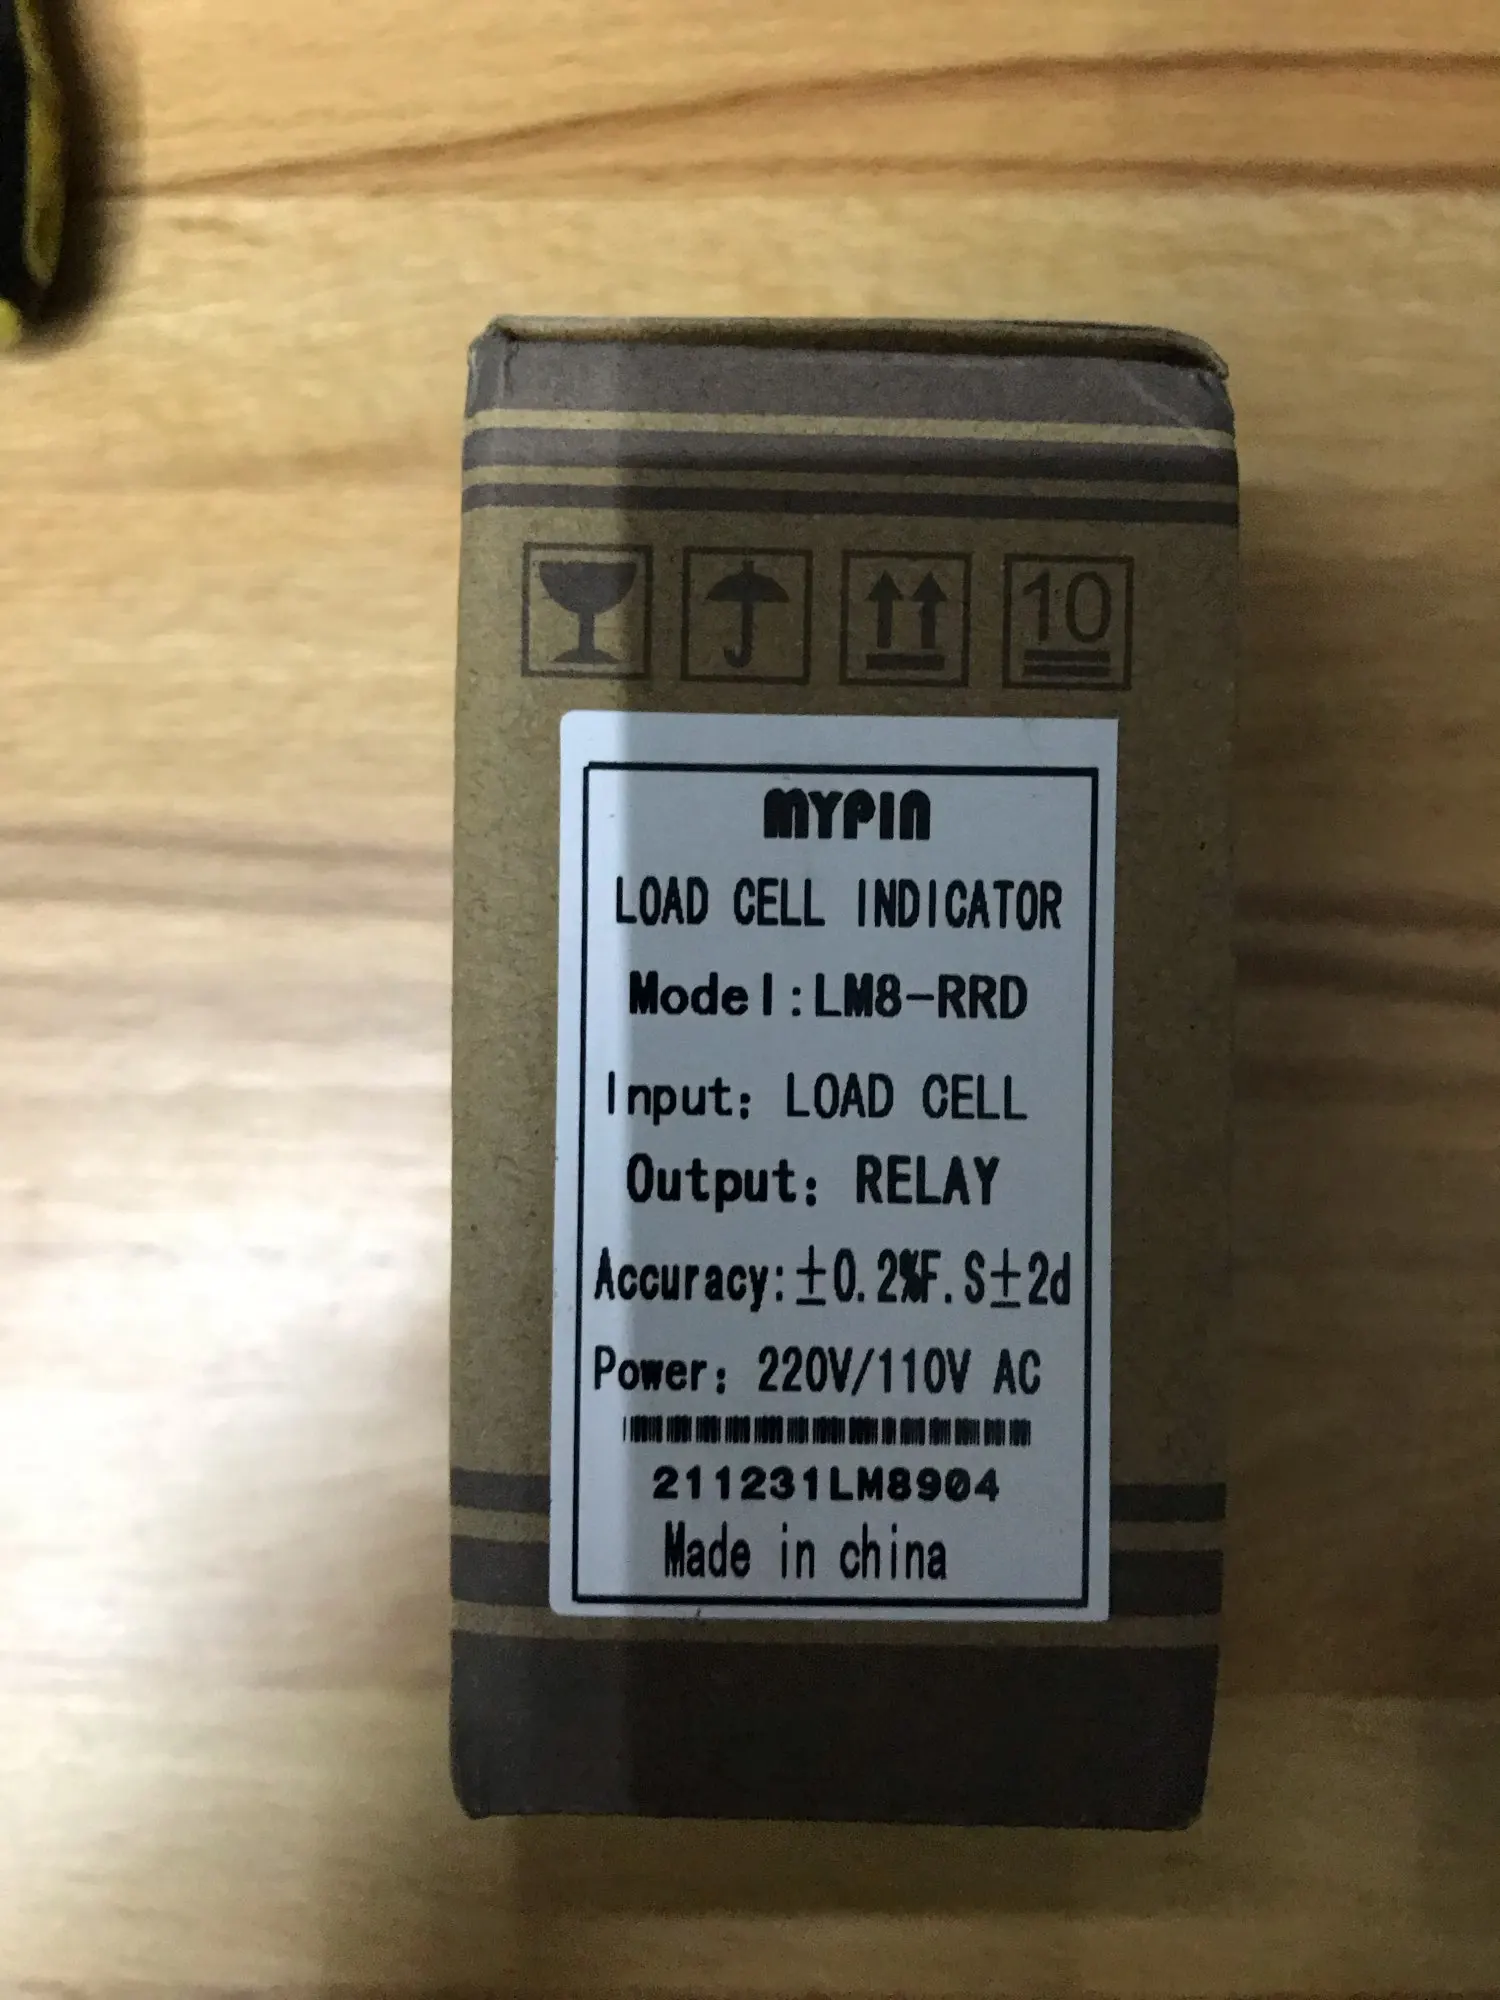 10
MYPIN
LOAD CELL INDICATOR
Model:LM8-RRD
Input: LOAD CELL
Output: RELAY
Accuracy:±0.2%F.S±2d
Power: 220V/110V AC
211231LM8904
Made in china